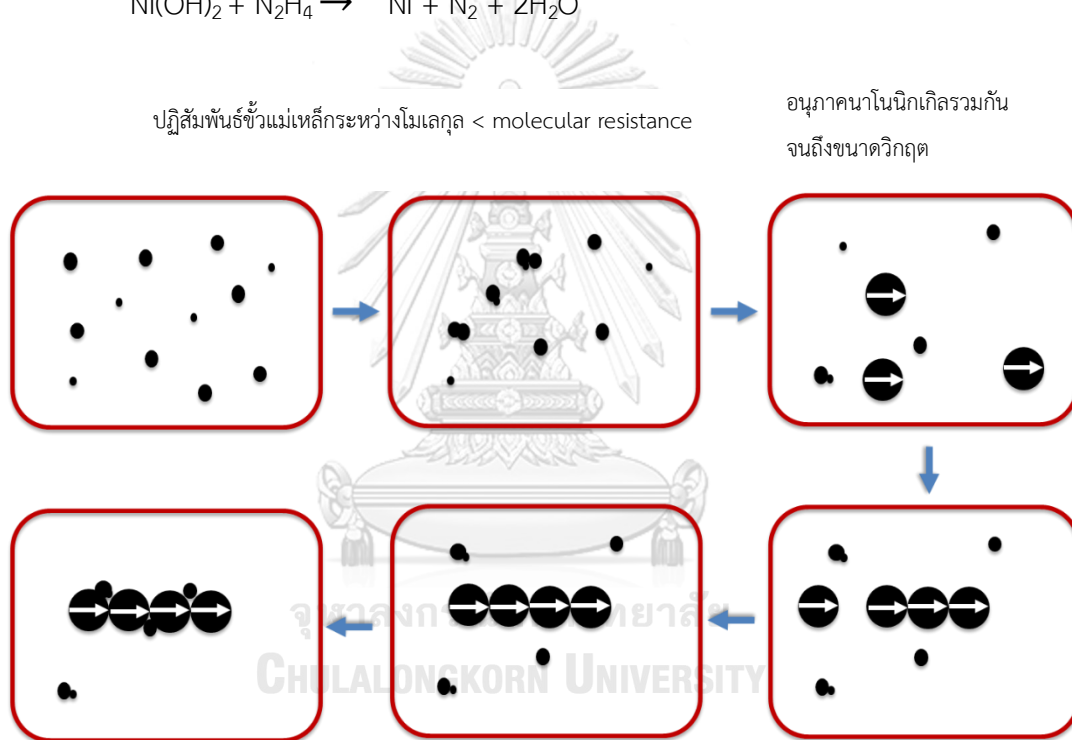 Ni(OH)₂ + N₂H₄ → Ni + N₂ + 2H₂O
ปฏิสัมพันธ์ขั้วแม่เหล็กระหว่างโมเลกุล < molecular resistance
อนุภาคนาโนนิกเกิลรวมกัน
จนถึงขนาดวิกฤต
CHULALONGKORN UNIVERSITY